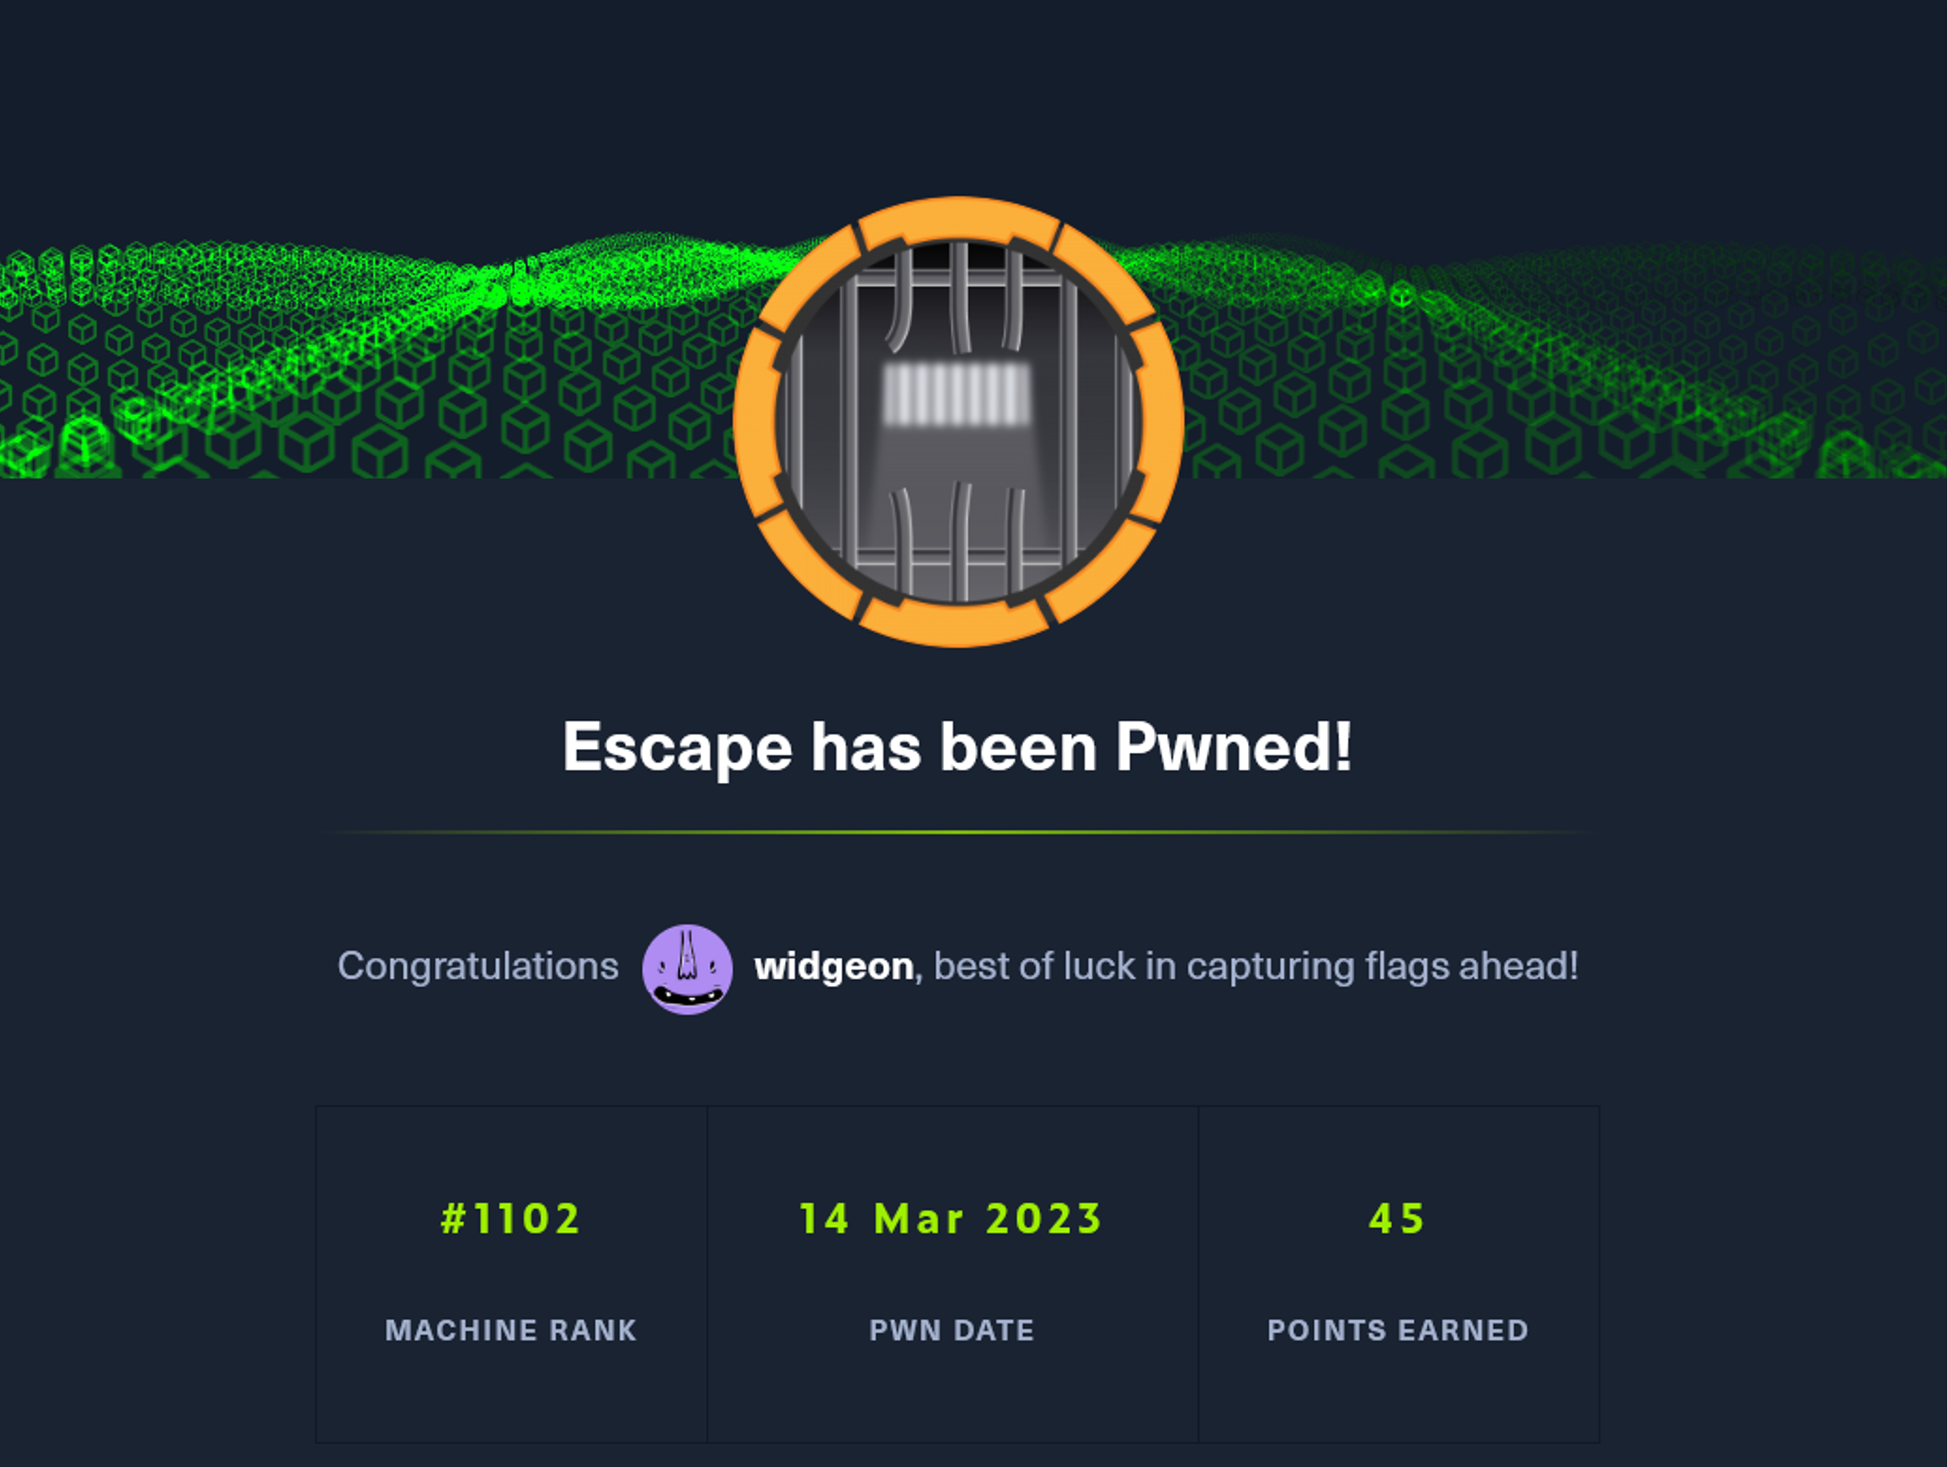 Escape has been Pwned!
Congratulations widgeon, best of luck in capturing flags ahead!
#1102 14 Mar 2023 45
MACHINE RANK PWN DATE POINTS EARNED